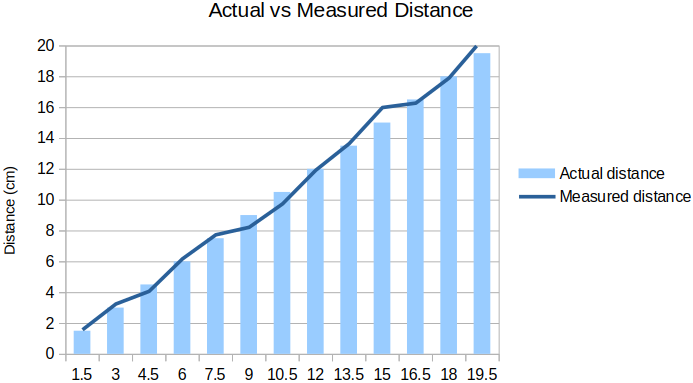 Actual vs Measured Distance
Distance (cm)
20
18
16
14
12
10
8
6
4
2
0
1.5 3 4.5 6 7.5 9 10.5 12 13.5 15 16.5 18 19.5
Actual distance
Measured distance